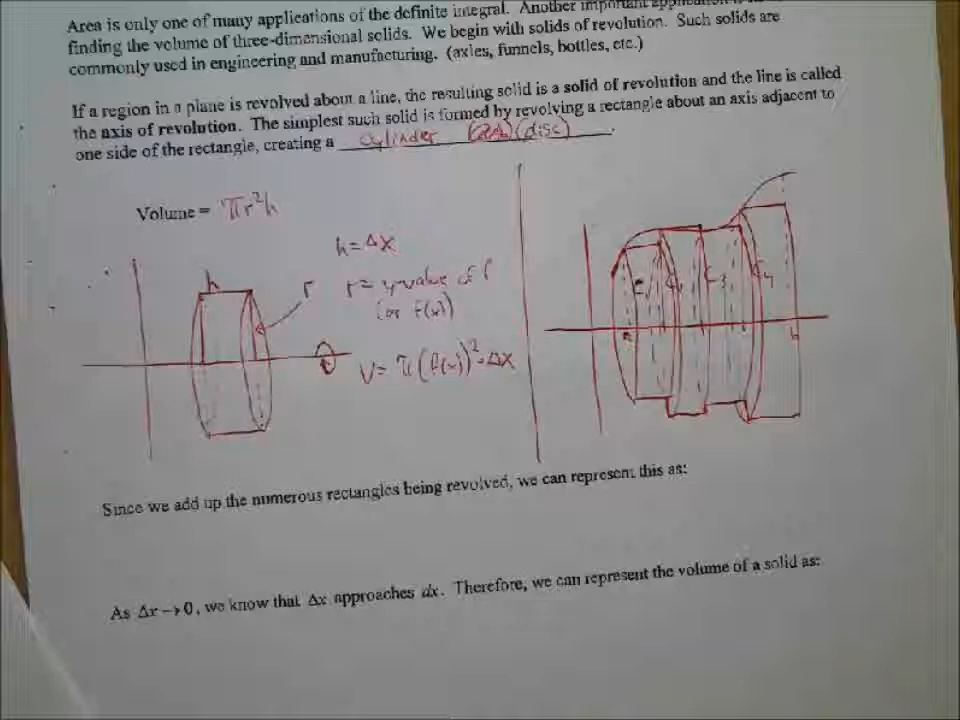 Area is only one of many applications of the definite integral. Another important application is
finding the volume of three-dimensional solids. We begin with solids of revolution. Such solids are
commonly used in engineering and manufacturing. (axles, funnels, bottles, etc.)
If a region in a plane is revolved about a line, the resulting solid is a solid of revolution and the line is called
the axis of revolution. The simplest such solid is formed by revolving a rectangle about an axis adjacent to
one side of the rectangle, creating a cylinder (disc).
Volume = πr²h
h = Δx
h
r
r = y-value of f
(or f(x))
V = π(f(x))²·Δx
C₃
C₄
a
b
Since we add up the numerous rectangles being revolved, we can represent this as:
As Δx → 0, we know that Δx approaches dx. Therefore, we can represent the volume of a solid as: